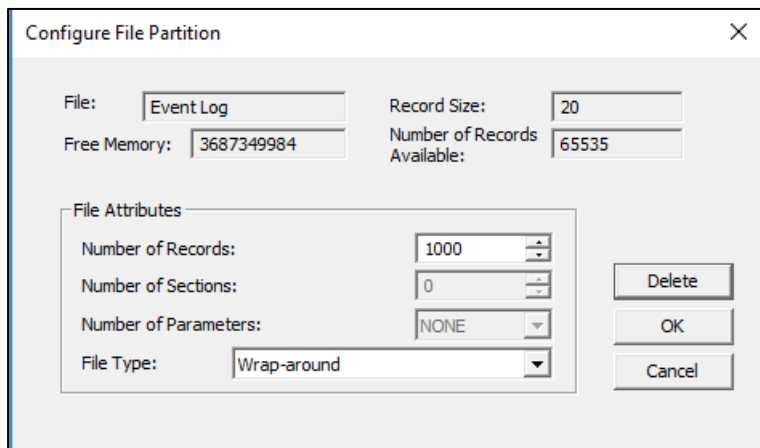 Configure File Partition
File: Event Log Record Size: 20
Free Memory: 3687349984 Number of Records Available: 65535
File Attributes
Number of Records: 1000
Number of Sections: 0
Number of Parameters: NONE
File Type: Wrap-around
Delete
OK
Cancel